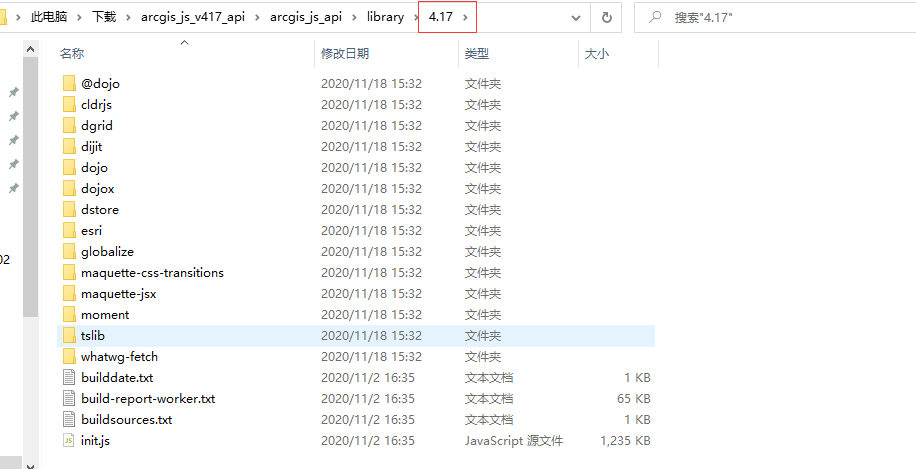 此电脑 > 下载 > arcgis_js_v417_api > arcgis_js_api > library > 4.17 > 搜索"4.17"
名称 修改日期 类型 大小
@dojo 2020/11/18 15:32 文件夹
cldrjs 2020/11/18 15:32 文件夹
dgrid 2020/11/18 15:32 文件夹
dijit 2020/11/18 15:32 文件夹
dojo 2020/11/18 15:32 文件夹
dojox 2020/11/18 15:32 文件夹
dstore 2020/11/18 15:32 文件夹
esri 2020/11/18 15:32 文件夹
globalize 2020/11/18 15:32 文件夹
02
maquette-css-transitions 2020/11/18 15:32 文件夹
maquette-jsx 2020/11/18 15:32 文件夹
moment 2020/11/18 15:32 文件夹
tslib 2020/11/18 15:32 文件夹
whatwg-fetch 2020/11/18 15:32 文件夹
builddate.txt 2020/11/2 16:35 文本文档 1 KB
build-report-worker.txt 2020/11/2 16:35 文本文档 65 KB
buildsources.txt 2020/11/2 16:35 文本文档 1 KB
init.js 2020/11/2 16:35 JavaScript 源文件 1,235 KB